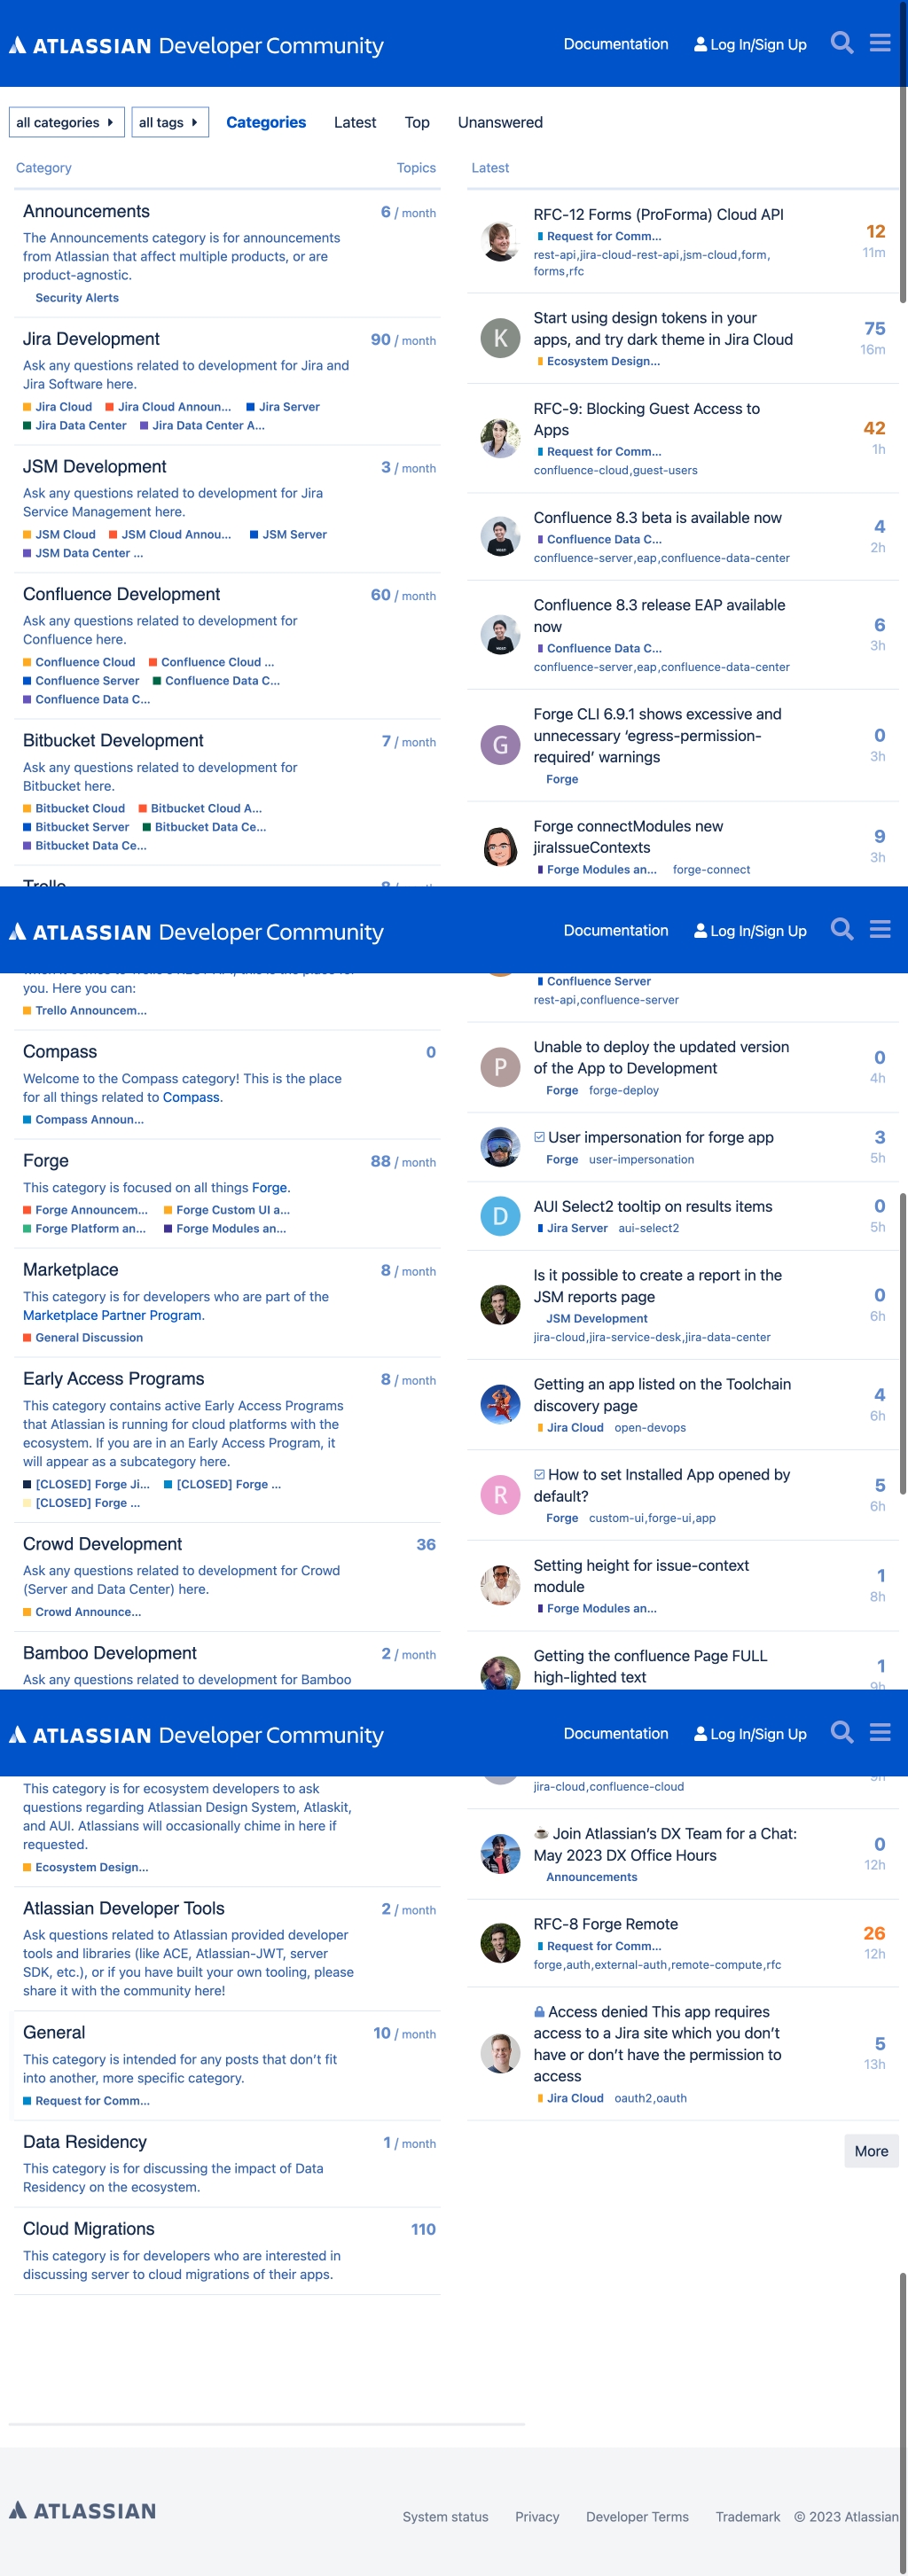 ATLASSIAN Developer Community
Documentation
Log In/Sign Up
all categories
all tags
Categories
Latest
Top
Unanswered
Category
Topics
Announcements
6 / month
The Announcements category is for announcements
from Atlassian that affect multiple products, or are
product-agnostic.
Security Alerts
Jira Development
90 / month
Ask any questions related to development for Jira and
Jira Software here.
Jira Cloud Jira Cloud Announ... Jira Server
Jira Data Center Jira Data Center A...
JSM Development
3 / month
Ask any questions related to development for Jira
Service Management here.
JSM Cloud JSM Cloud Annou... JSM Server
JSM Data Center ...
Confluence Development
60 / month
Ask any questions related to development for
Confluence here.
Confluence Cloud Confluence Cloud ...
Confluence Server Confluence Data C...
Confluence Data C...
Bitbucket Development
7 / month
Ask any questions related to development for
Bitbucket here.
Bitbucket Cloud Bitbucket Cloud A...
Bitbucket Server Bitbucket Data Ce...
Bitbucket Data Ce...
Trello
Latest
RFC-12 Forms (ProForma) Cloud API
Request for Comm...
rest-api,jira-cloud-rest-api,jsm-cloud,form,
forms,rfc
12
11m
K
Start using design tokens in your
apps, and try dark theme in Jira Cloud
Ecosystem Design...
75
16m
RFC-9: Blocking Guest Access to
Apps
Request for Comm...
confluence-cloud,guest-users
42
1h
Confluence 8.3 beta is available now
Confluence Data C...
confluence-server,eap,confluence-data-center
4
2h
Confluence 8.3 release EAP available
now
Confluence Data C...
confluence-server,eap,confluence-data-center
6
3h
G
Forge CLI 6.9.1 shows excessive and
unnecessary ‘egress-permission-
required’ warnings
Forge
0
3h
Forge connectModules new
jiraIssueContexts
Forge Modules an... forge-connect
9
3h
ATLASSIAN Developer Community
Documentation
Log In/Sign Up
you. Here you can:
Trello Announcem...
Compass
0
Welcome to the Compass category! This is the place
for all things related to Compass.
Compass Announ...
Forge
88 / month
This category is focused on all things Forge.
Forge Announcem... Forge Custom UI a...
Forge Platform an... Forge Modules an...
Marketplace
8 / month
This category is for developers who are part of the
Marketplace Partner Program.
General Discussion
Early Access Programs
8 / month
This category contains active Early Access Programs
that Atlassian is running for cloud platforms with the
ecosystem. If you are in an Early Access Program, it
will appear as a subcategory here.
[CLOSED] Forge Ji... [CLOSED] Forge ...
[CLOSED] Forge ...
Crowd Development
36
Ask any questions related to development for Crowd
(Server and Data Center) here.
Crowd Announce...
Bamboo Development
2 / month
Ask any questions related to development for Bamboo
Confluence Server
rest-api,confluence-server
P
Unable to deploy the updated version
of the App to Development
Forge forge-deploy
0
4h
User impersonation for forge app
Forge user-impersonation
3
5h
D
AUI Select2 tooltip on results items
Jira Server aui-select2
0
5h
Is it possible to create a report in the
JSM reports page
JSM Development
jira-cloud,jira-service-desk,jira-data-center
0
6h
Getting an app listed on the Toolchain
discovery page
Jira Cloud open-devops
4
6h
R
How to set Installed App opened by
default?
Forge custom-ui,forge-ui,app
5
6h
Setting height for issue-context
module
Forge Modules an...
1
8h
Getting the confluence Page FULL
high-lighted text
1
9h
ATLASSIAN Developer Community
Documentation
Log In/Sign Up
This category is for ecosystem developers to ask
questions regarding Atlassian Design System, Atlaskit,
and AUI. Atlassians will occasionally chime in here if
requested.
Ecosystem Design...
Atlassian Developer Tools
2 / month
Ask questions related to Atlassian provided developer
tools and libraries (like ACE, Atlassian-JWT, server
SDK, etc.), or if you have built your own tooling, please
share it with the community here!
General
10 / month
This category is intended for any posts that don’t fit
into another, more specific category.
Request for Comm...
Data Residency
1 / month
This category is for discussing the impact of Data
Residency on the ecosystem.
Cloud Migrations
110
This category is for developers who are interested in
discussing server to cloud migrations of their apps.
jira-cloud,confluence-cloud
Join Atlassian’s DX Team for a Chat:
May 2023 DX Office Hours
Announcements
0
12h
RFC-8 Forge Remote
Request for Comm...
forge,auth,external-auth,remote-compute,rfc
26
12h
Access denied This app requires
access to a Jira site which you don’t
have or don’t have the permission to
access
Jira Cloud oauth2,oauth
5
13h
More
ATLASSIAN
System status
Privacy
Developer Terms
Trademark
© 2023 Atlassian